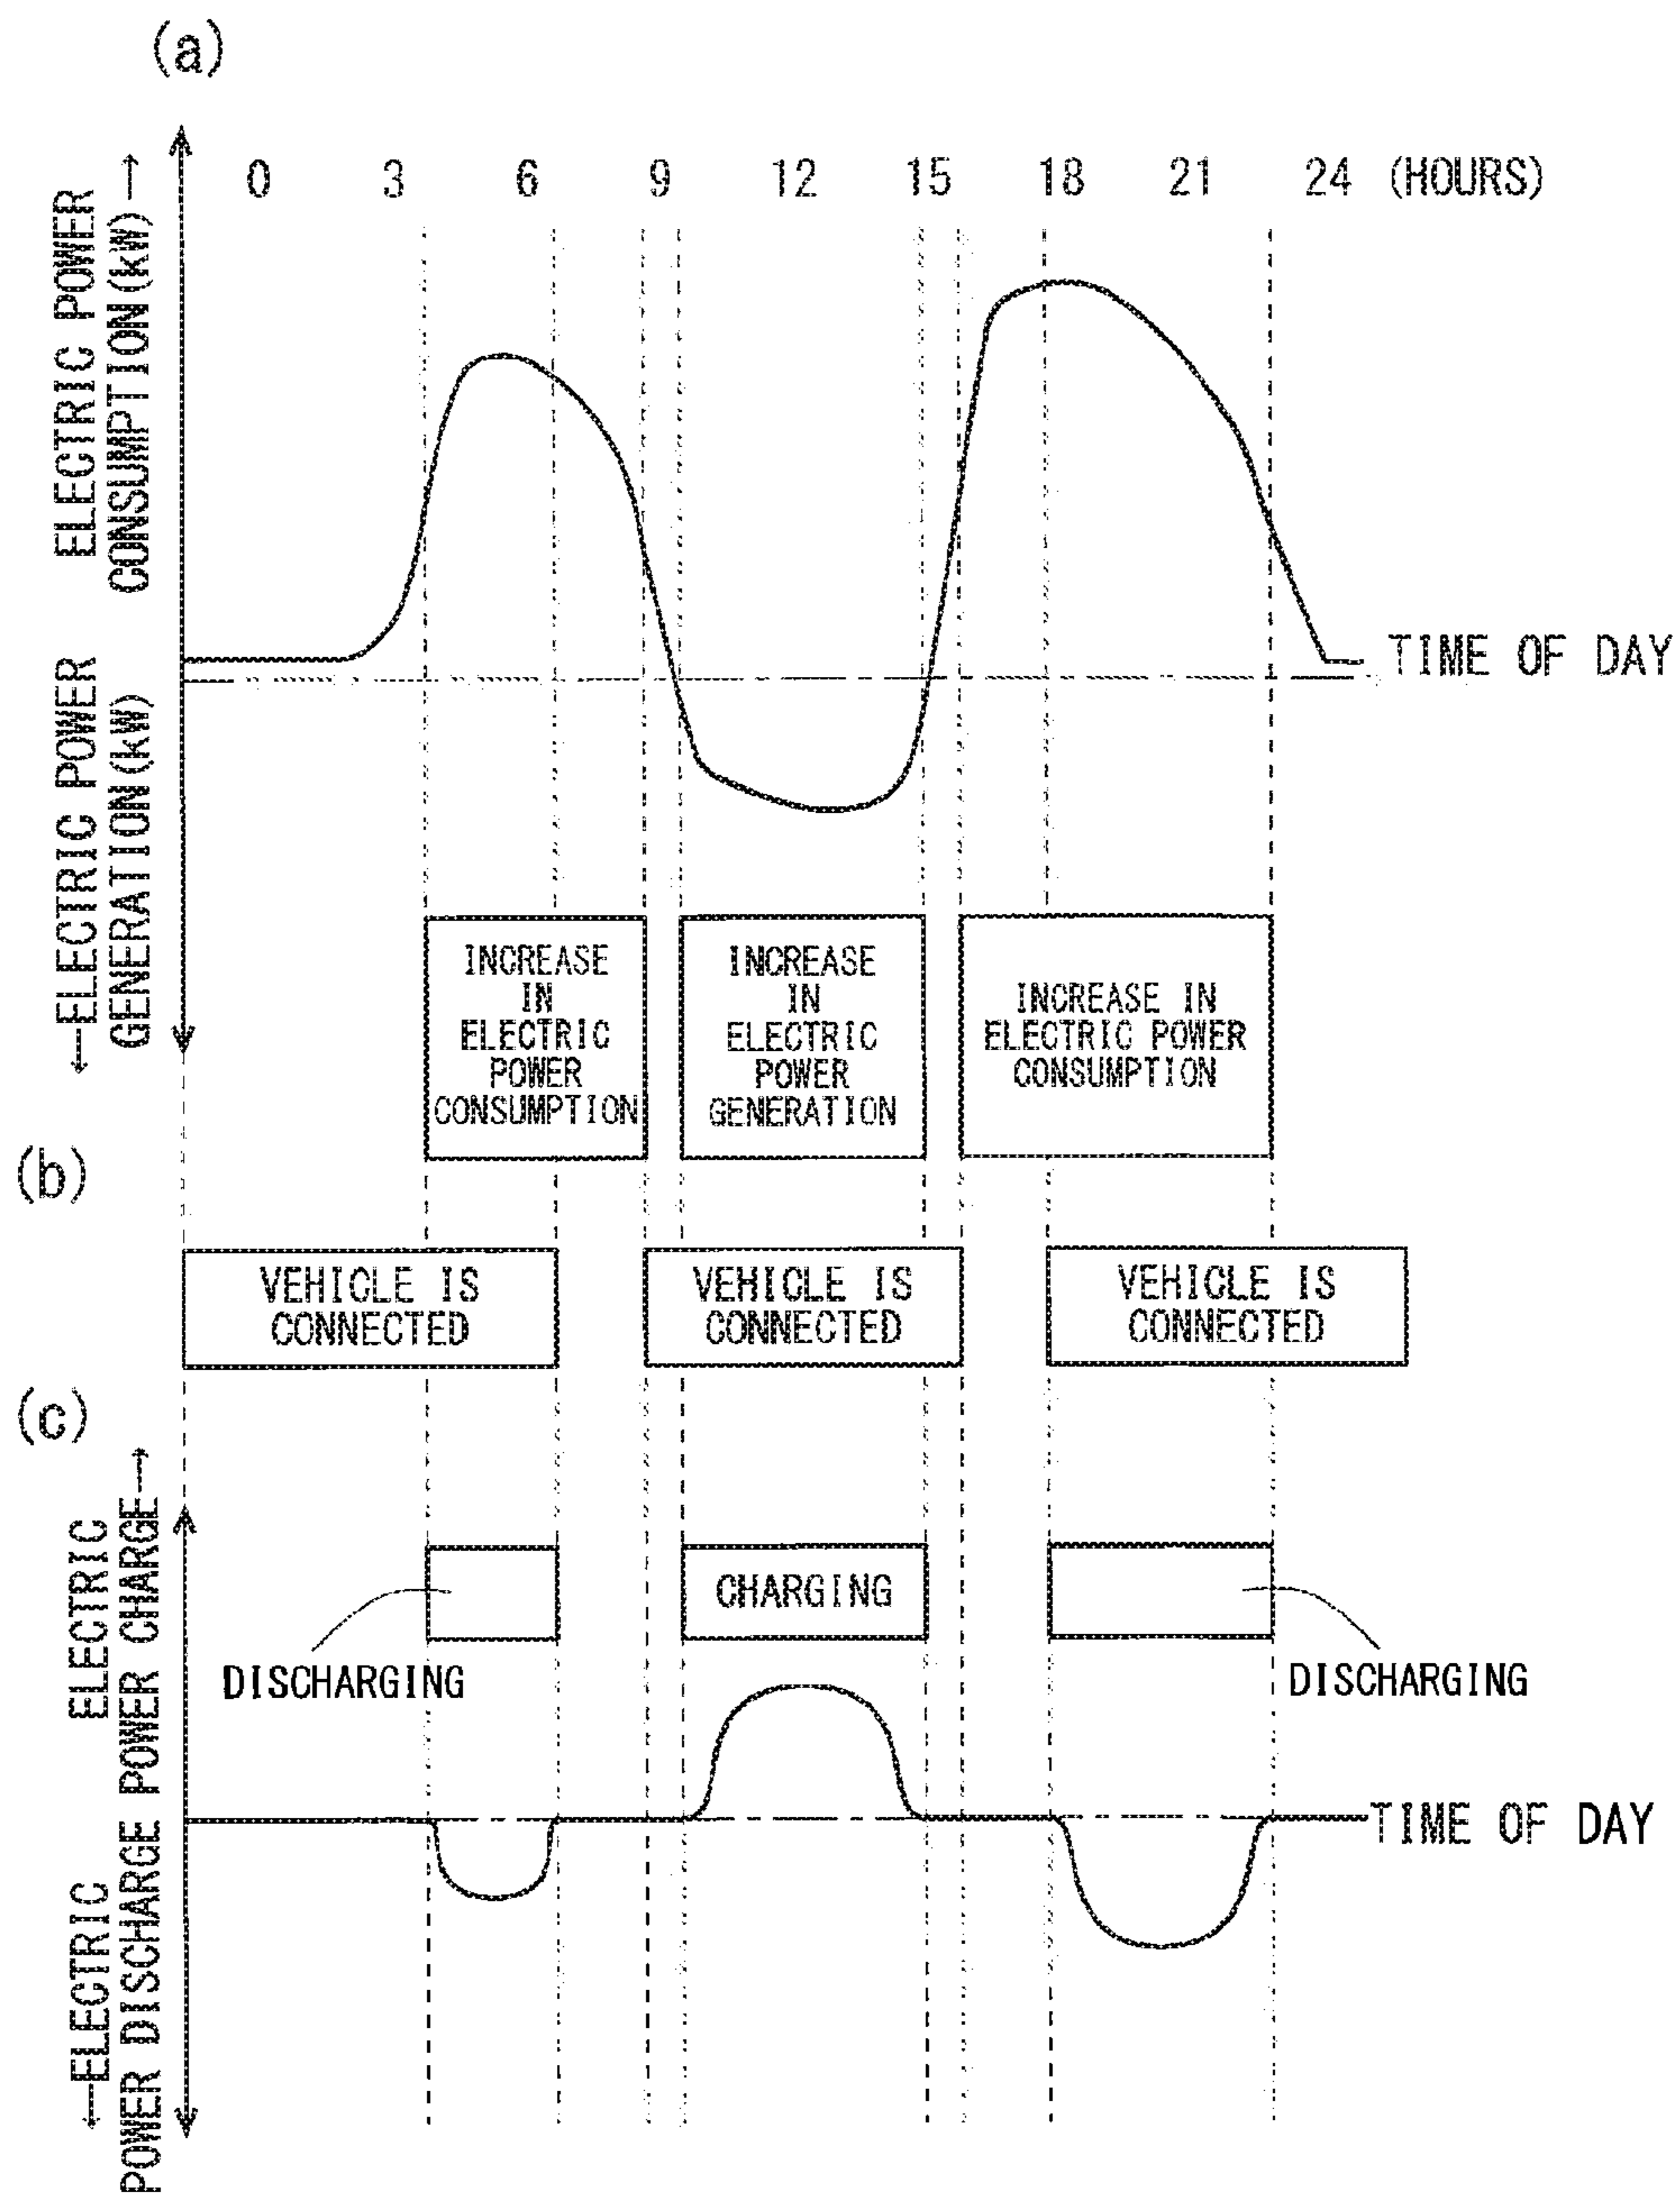 (a)
0 3 6 9 12 15 18 21 24 (HOURS)
ELECTRIC POWER
CONSUMPTION(kW)→
←ELECTRIC POWER
GENERATION(kW)
TIME OF DAY
INCREASE
IN
ELECTRIC
POWER
CONSUMPTION
INCREASE
IN
ELECTRIC
POWER
GENERATION
INCREASE IN
ELECTRIC POWER
CONSUMPTION
(b)
VEHICLE IS
CONNECTED
VEHICLE IS
CONNECTED
VEHICLE IS
CONNECTED
(c)
ELECTRIC
POWER CHARGE→
←ELECTRIC
POWER DISCHARGE
CHARGING
DISCHARGING
DISCHARGING
TIME OF DAY